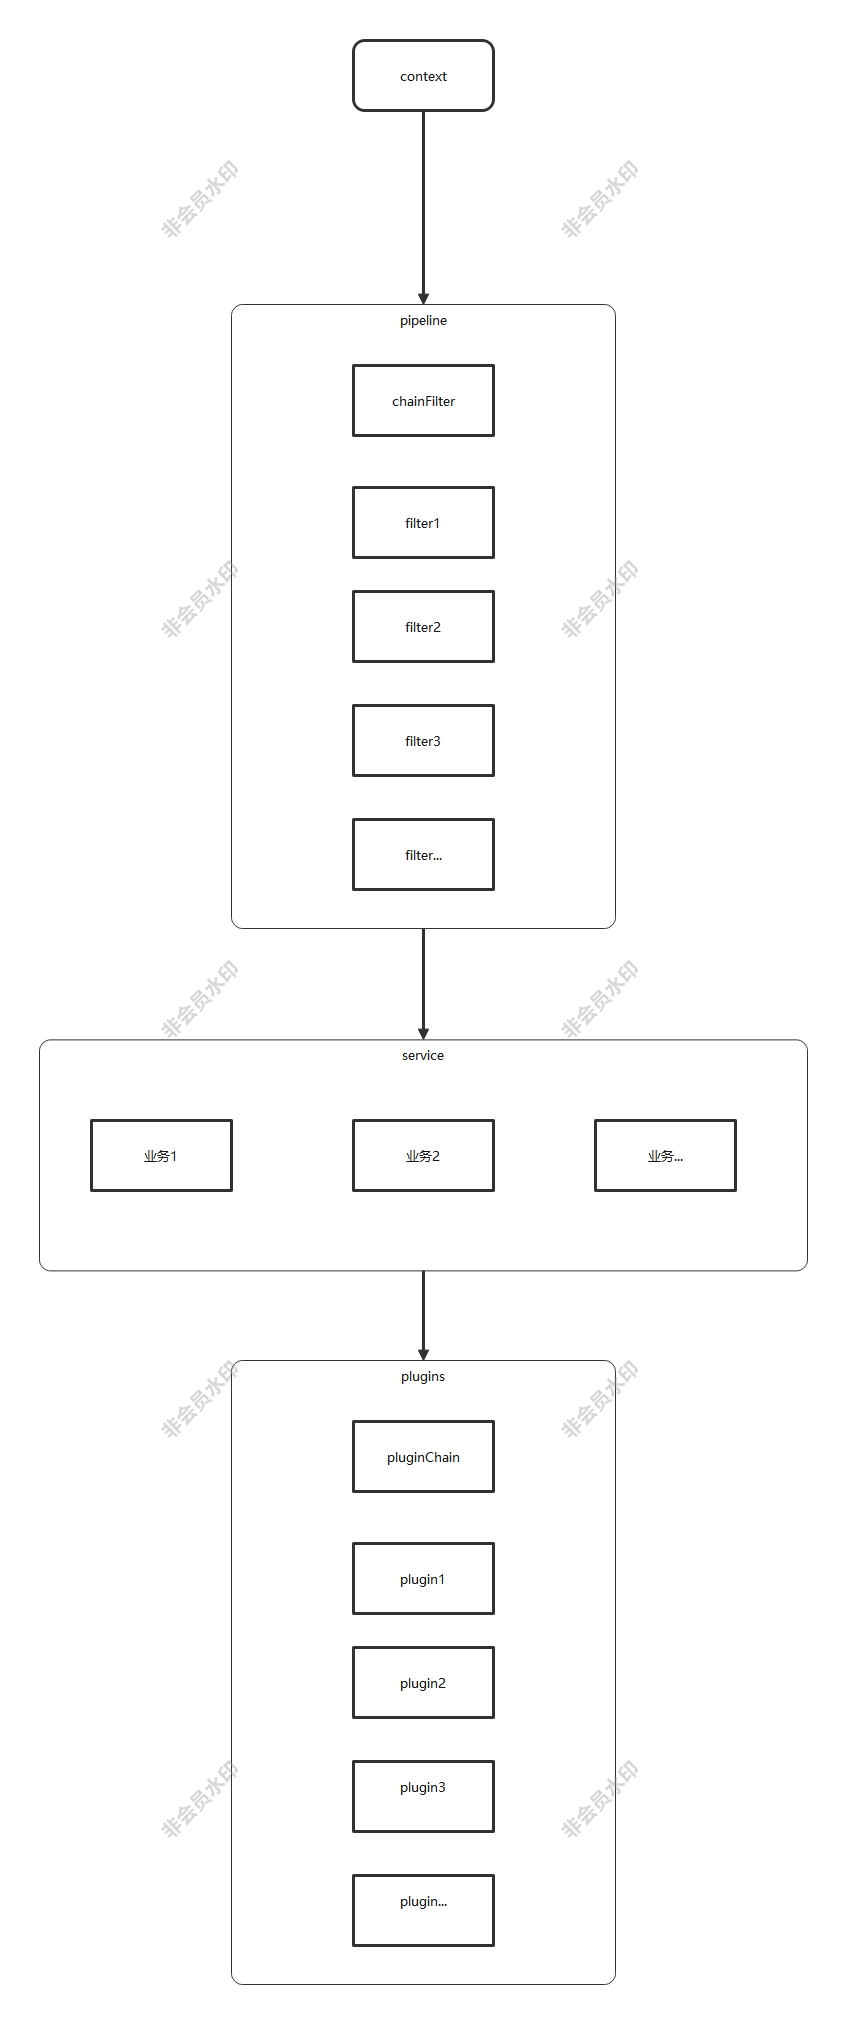 context
非会员水印
非会员水印
pipeline
chainFilter
filter1
非会员水印
非会员水印
filter2
filter3
filter...
非会员水印
非会员水印
service
业务1
业务2
业务...
plugins
非会员水印
非会员水印
pluginChain
plugin1
plugin2
plugin3
非会员水印
非会员水印
plugin...